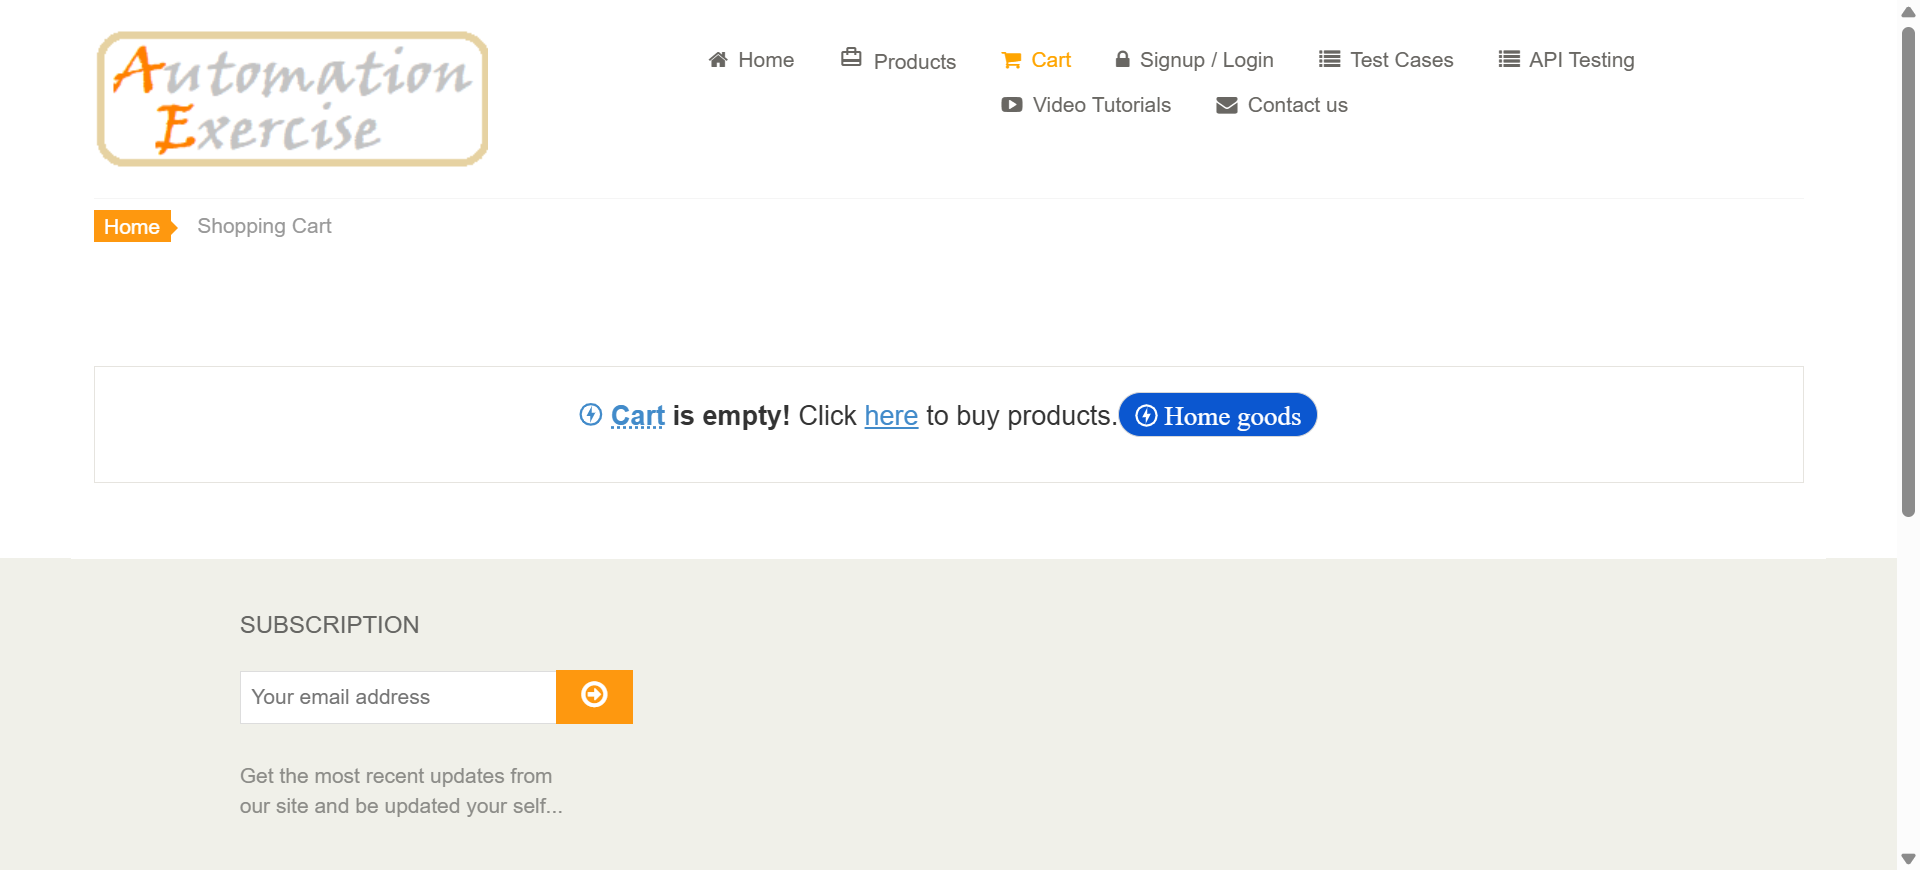 Automation
Exercise
Home Products Cart Signup / Login Test Cases API Testing
Video Tutorials Contact us
Home Shopping Cart
Cart is empty! Click here to buy products. Home goods
SUBSCRIPTION
Your email address
Get the most recent updates from
our site and be updated your self...